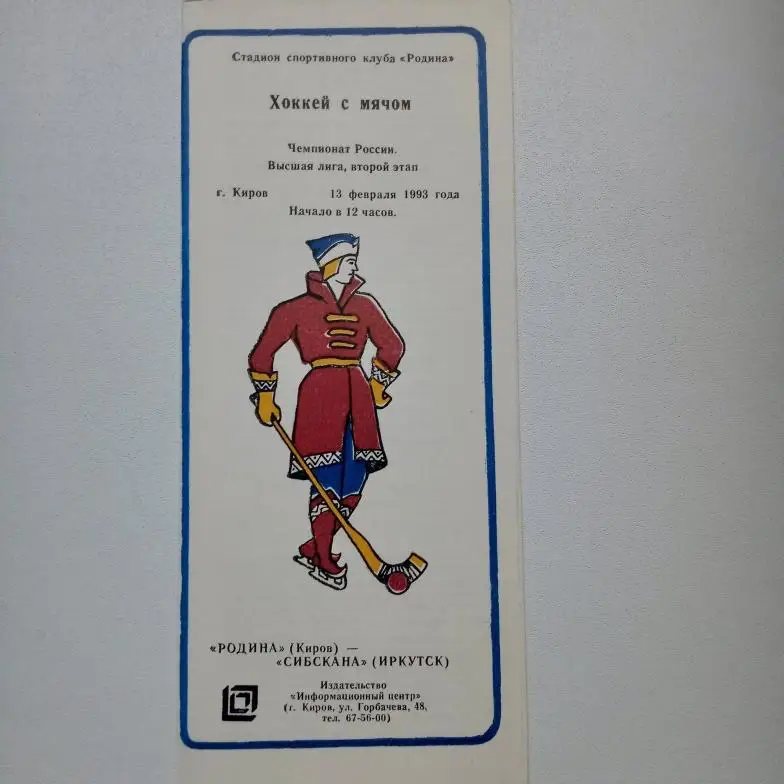 Стадион спортивного клуба «Родина»
Хоккей с мячом
Чемпионат России.
Высшая лига, второй этап
г. Киров 13 февраля 1993 года
Начало в 12 часов.
«РОДИНА» (Киров) —
«СИБСКАНА» (ИРКУТСК)
Издательство
«Информационный центр»
(г. Киров, ул. Горбачева, 48,
тел. 67-56-00)